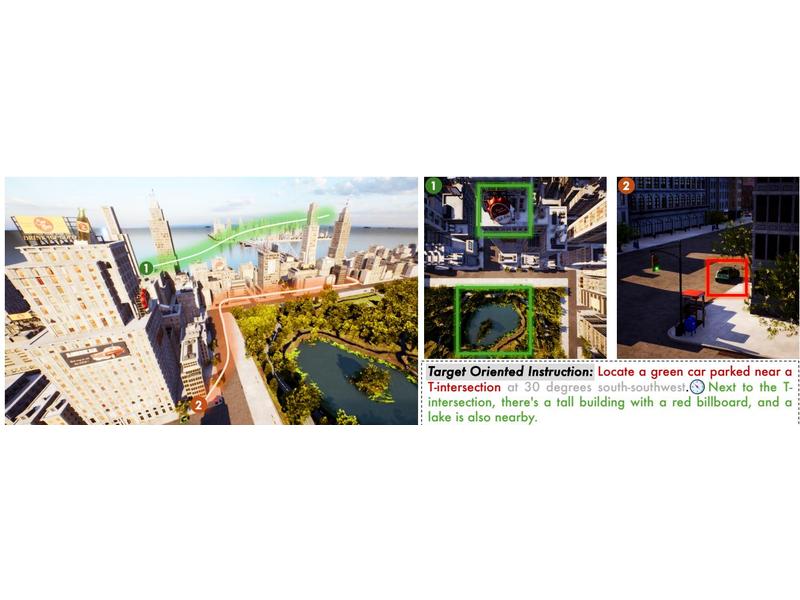 1
2
1
2
Target Oriented Instruction: Locate a green car parked near a
T-intersection at 30 degrees south-southwest. Next to the T-
intersection, there's a tall building with a red billboard, and a
lake is also nearby.